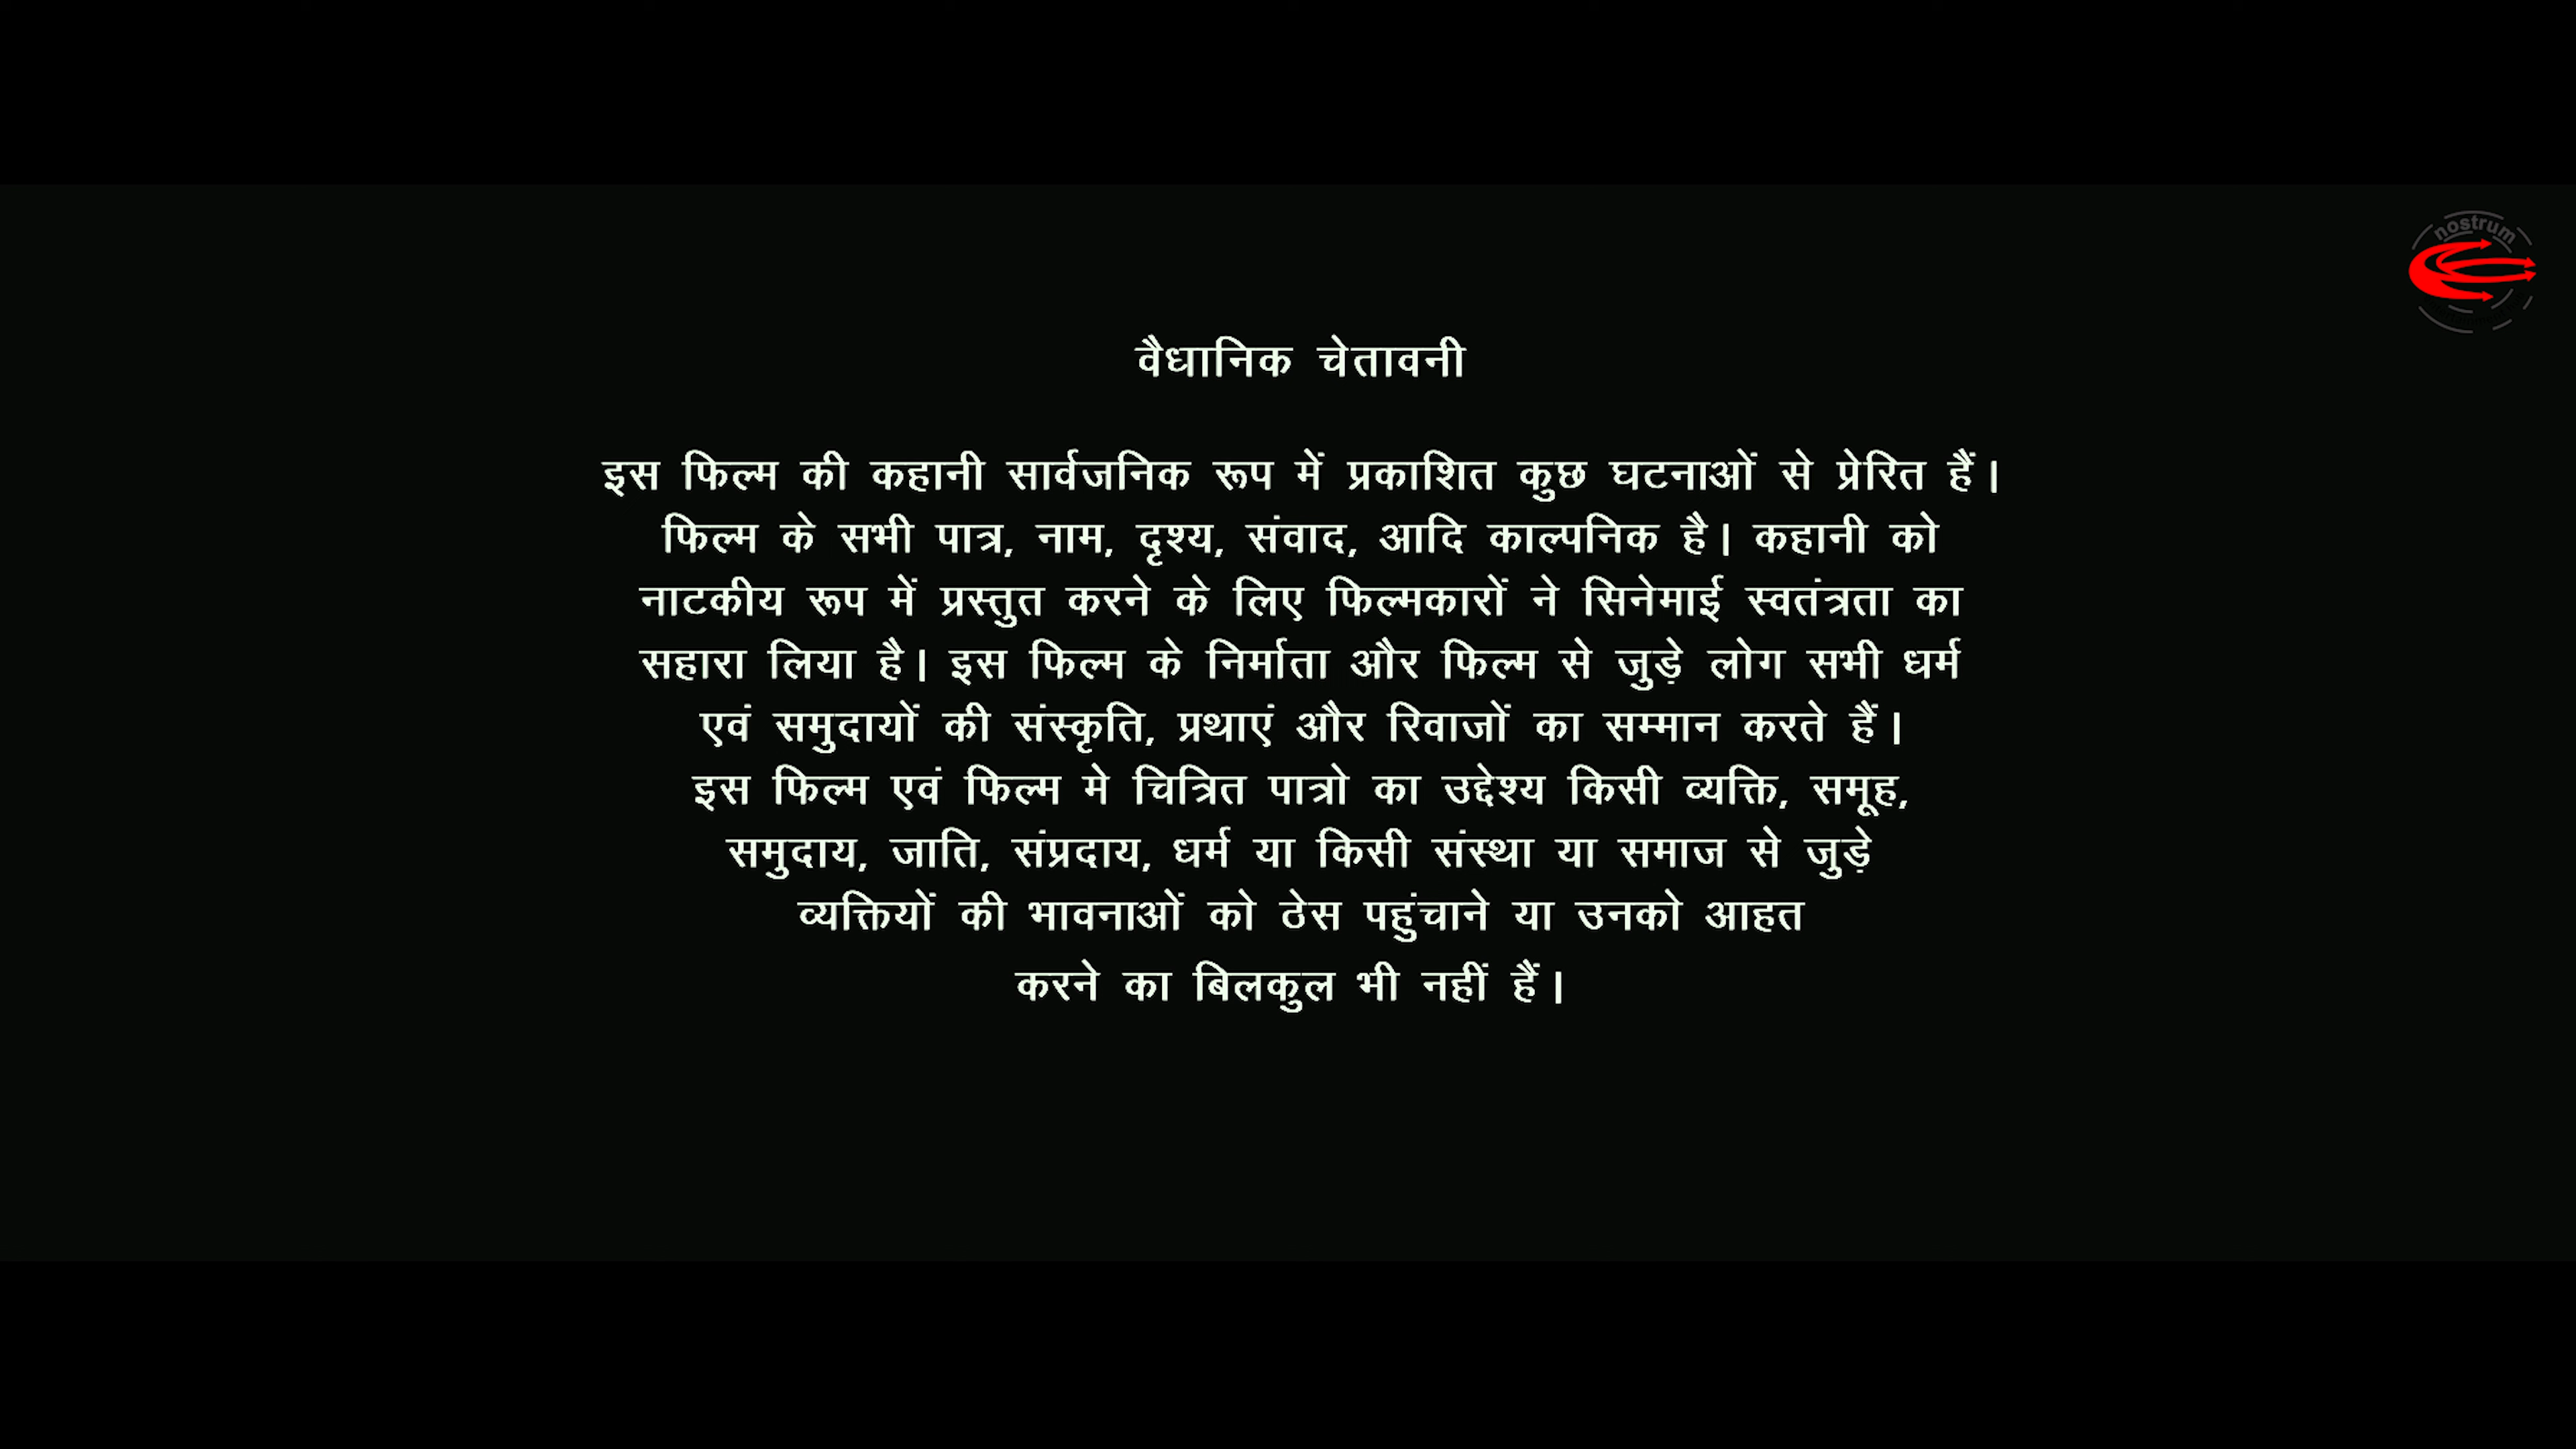 nostrum
वैधानिक चेतावनी
इस फिल्म की कहानी सार्वजनिक रूप में प्रकाशित कुछ घटनाओं से प्रेरित हैं।
फिल्म के सभी पात्र, नाम, दृश्य, संवाद, आदि काल्पनिक है। कहानी को
नाटकीय रूप में प्रस्तुत करने के लिए फिल्मकारों ने सिनेमाई स्वतंत्रता का
सहारा लिया है। इस फिल्म के निर्माता और फिल्म से जुड़े लोग सभी धर्म
एवं समुदायों की संस्कृति, प्रथाएं और रिवाजों का सम्मान करते हैं।
इस फिल्म एवं फिल्म मे चित्रित पात्रो का उद्देश्य किसी व्यक्ति, समूह,
समुदाय, जाति, संप्रदाय, धर्म या किसी संस्था या समाज से जुड़े
व्यक्तियों की भावनाओं को ठेस पहुंचाने या उनको आहत
करने का बिलकुल भी नहीं हैं।